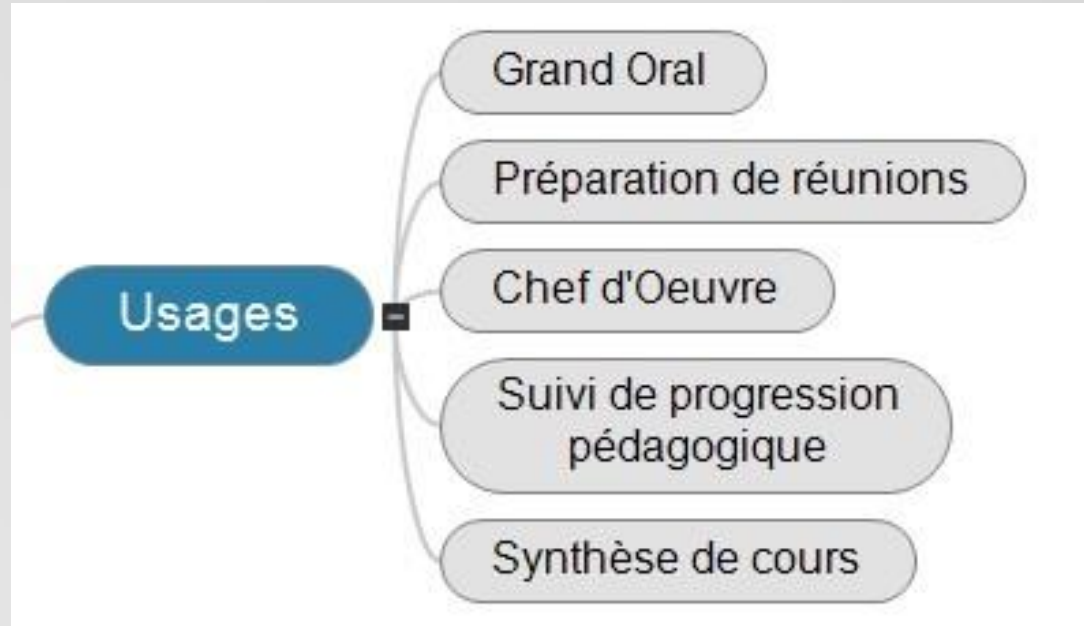 Usages
Grand Oral
Préparation de réunions
Chef d'Oeuvre
Suivi de progression
pédagogique
Synthèse de cours